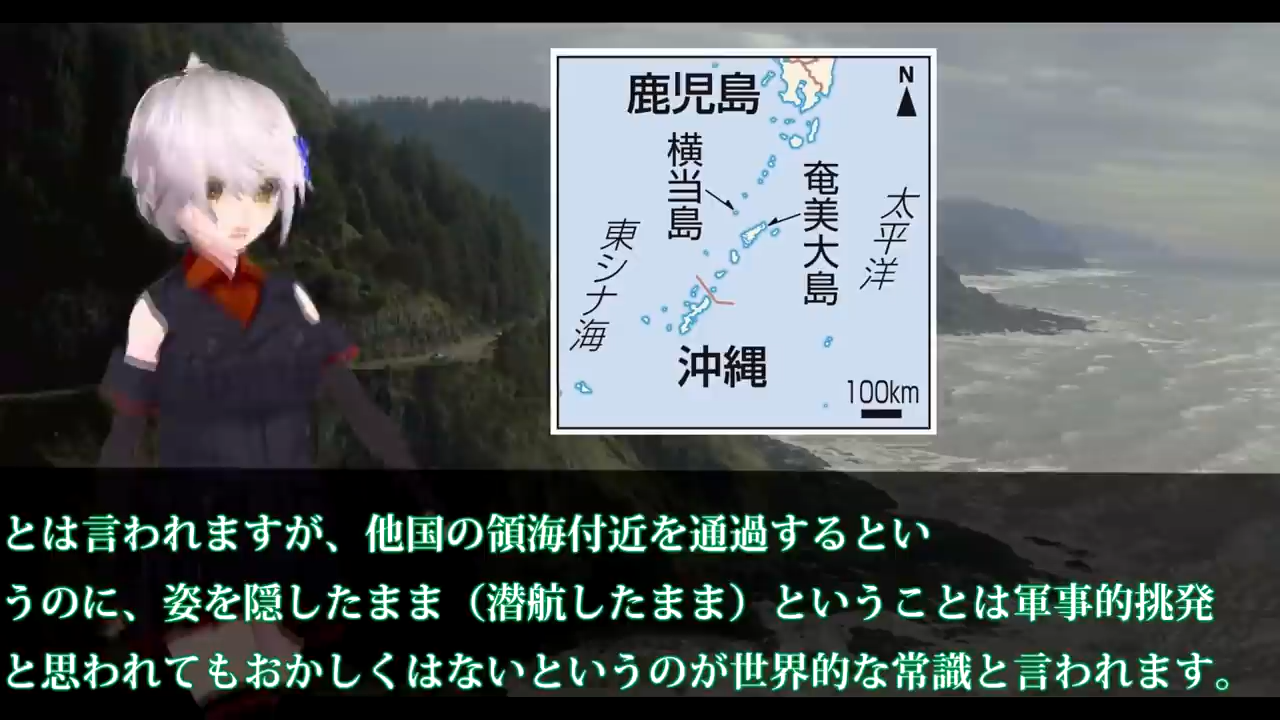 鹿児島
N
横当島
奄美大島
太平洋
東シナ海
沖縄
100km
とは言われますが、他国の領海付近を通過するとい
うのに、姿を隠したまま（潜航したまま）ということは軍事的挑発
と思われてもおかしくはないというのが世界的な常識と言われます。